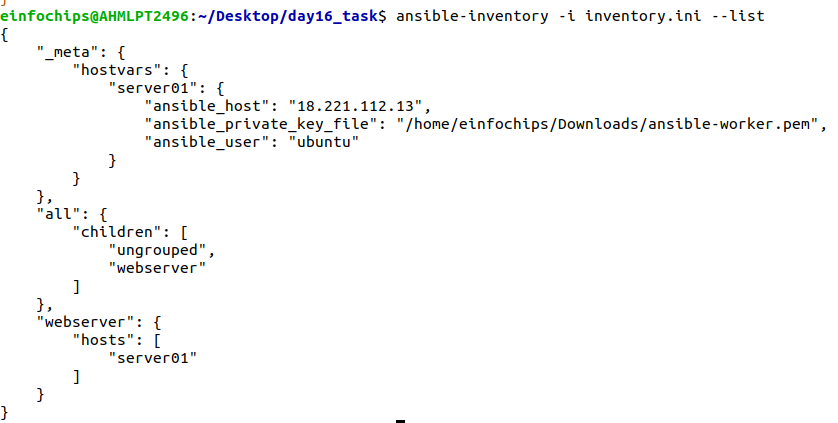 einfochips@AHMLPT2496:~/Desktop/day16_task$ ansible-inventory -i inventory.ini --list
{
    "_meta": {
        "hostvars": {
            "server01": {
                "ansible_host": "18.221.112.13",
                "ansible_private_key_file": "/home/einfochips/Downloads/ansible-worker.pem",
                "ansible_user": "ubuntu"
            }
        }
    },
    "all": {
        "children": [
            "ungrouped",
            "webserver"
        ]
    },
    "webserver": {
        "hosts": [
            "server01"
        ]
    }
}